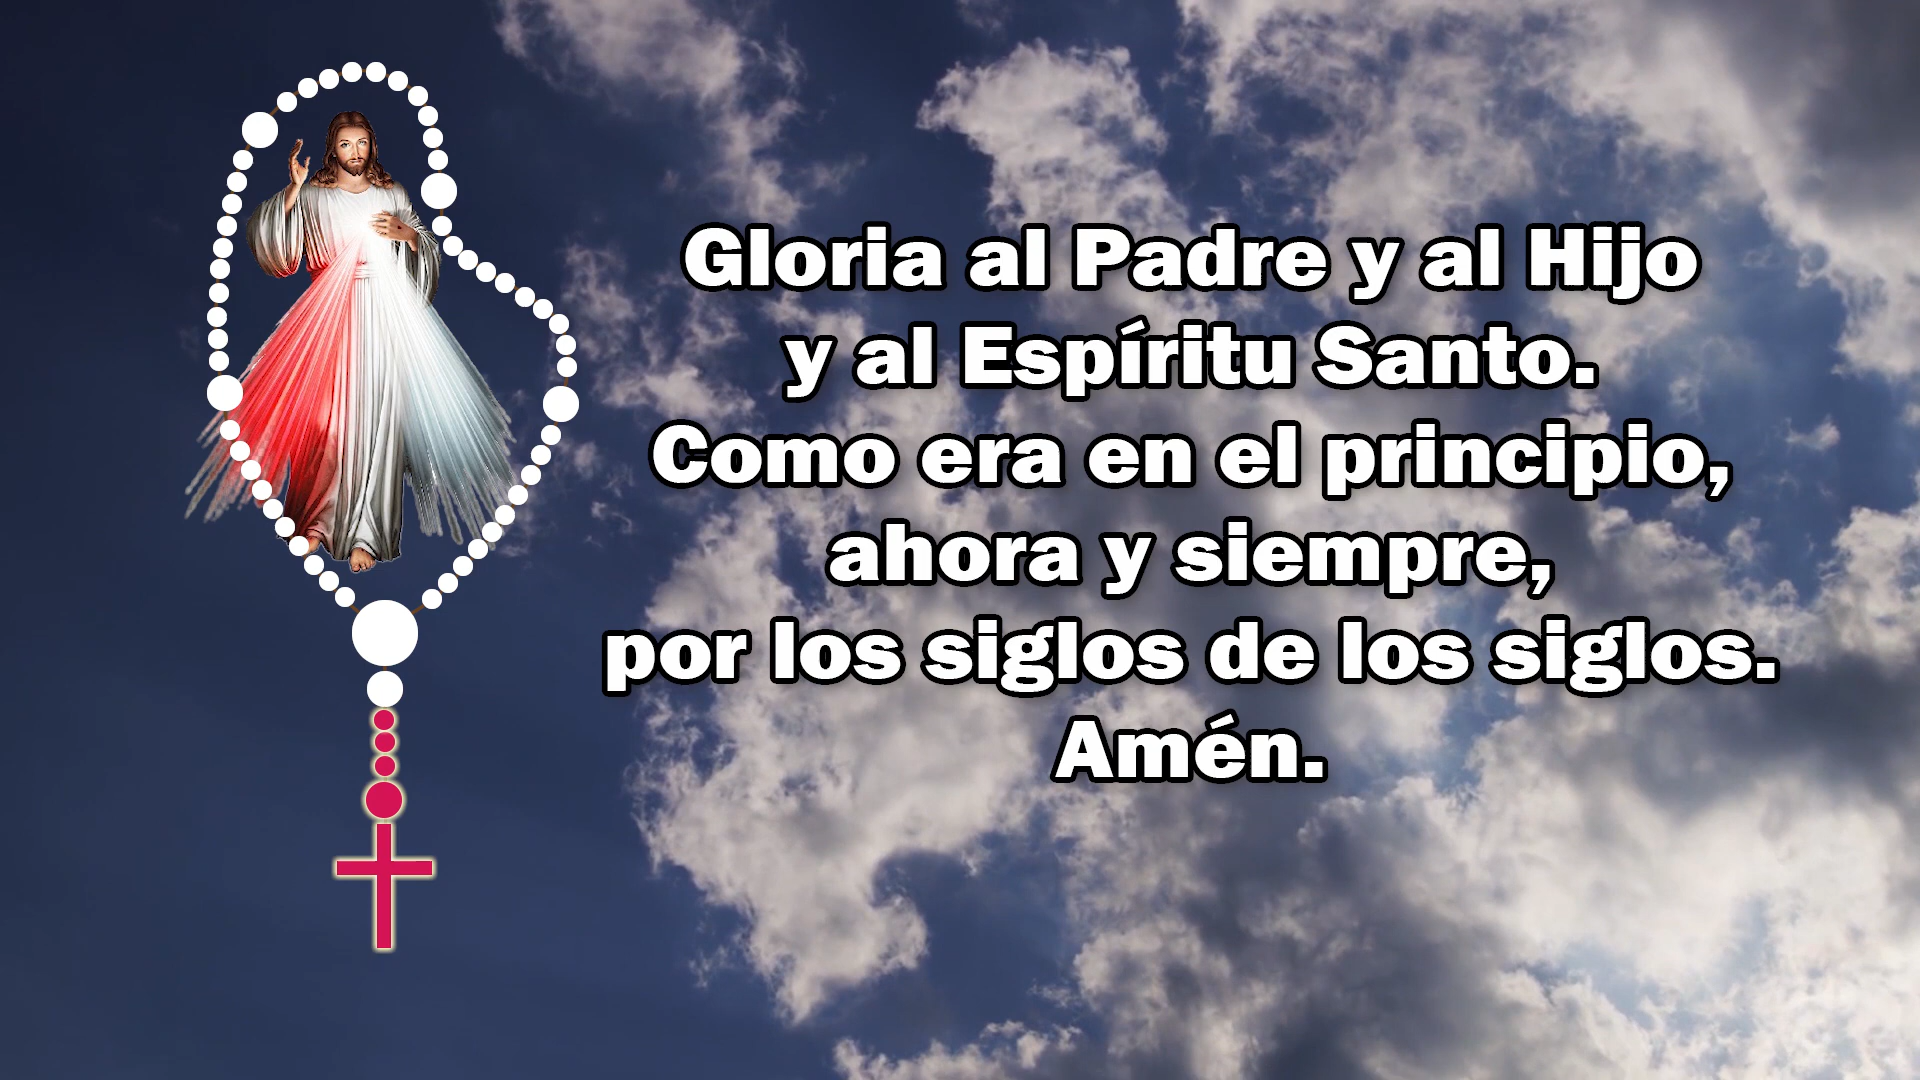 Gloria al Padre y al Hijo
y al Espíritu Santo.
Como era en el principio,
ahora y siempre,
por los siglos de los siglos.
Amén.